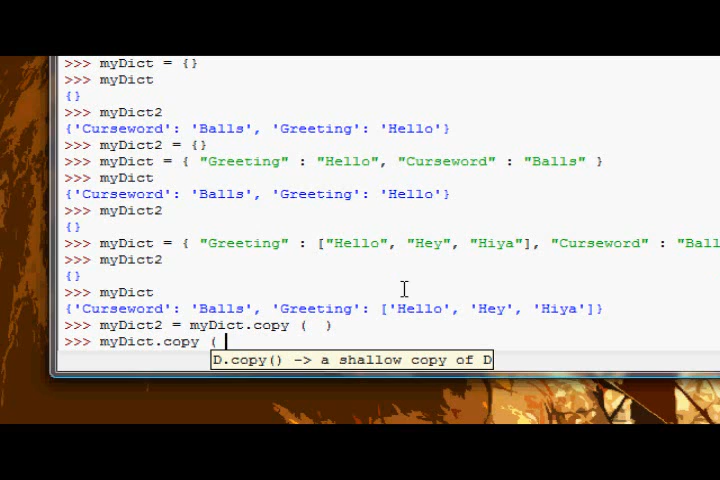 >>> myDict = {}
>>> myDict
{}
>>> myDict2
{'Curseword': 'Balls', 'Greeting': 'Hello'}
>>> myDict2 = {}
>>> myDict = { "Greeting" : "Hello", "Curseword" : "Balls" }
>>> myDict
{'Curseword': 'Balls', 'Greeting': 'Hello'}
>>> myDict2
{}
>>> myDict = { "Greeting" : ["Hello", "Hey", "Hiya"], "Curseword" : "Ball
>>> myDict2
{}
>>> myDict
{'Curseword': 'Balls', 'Greeting': ['Hello', 'Hey', 'Hiya']}
>>> myDict2 = myDict.copy (  )
>>> myDict.copy (
D.copy() -> a shallow copy of D